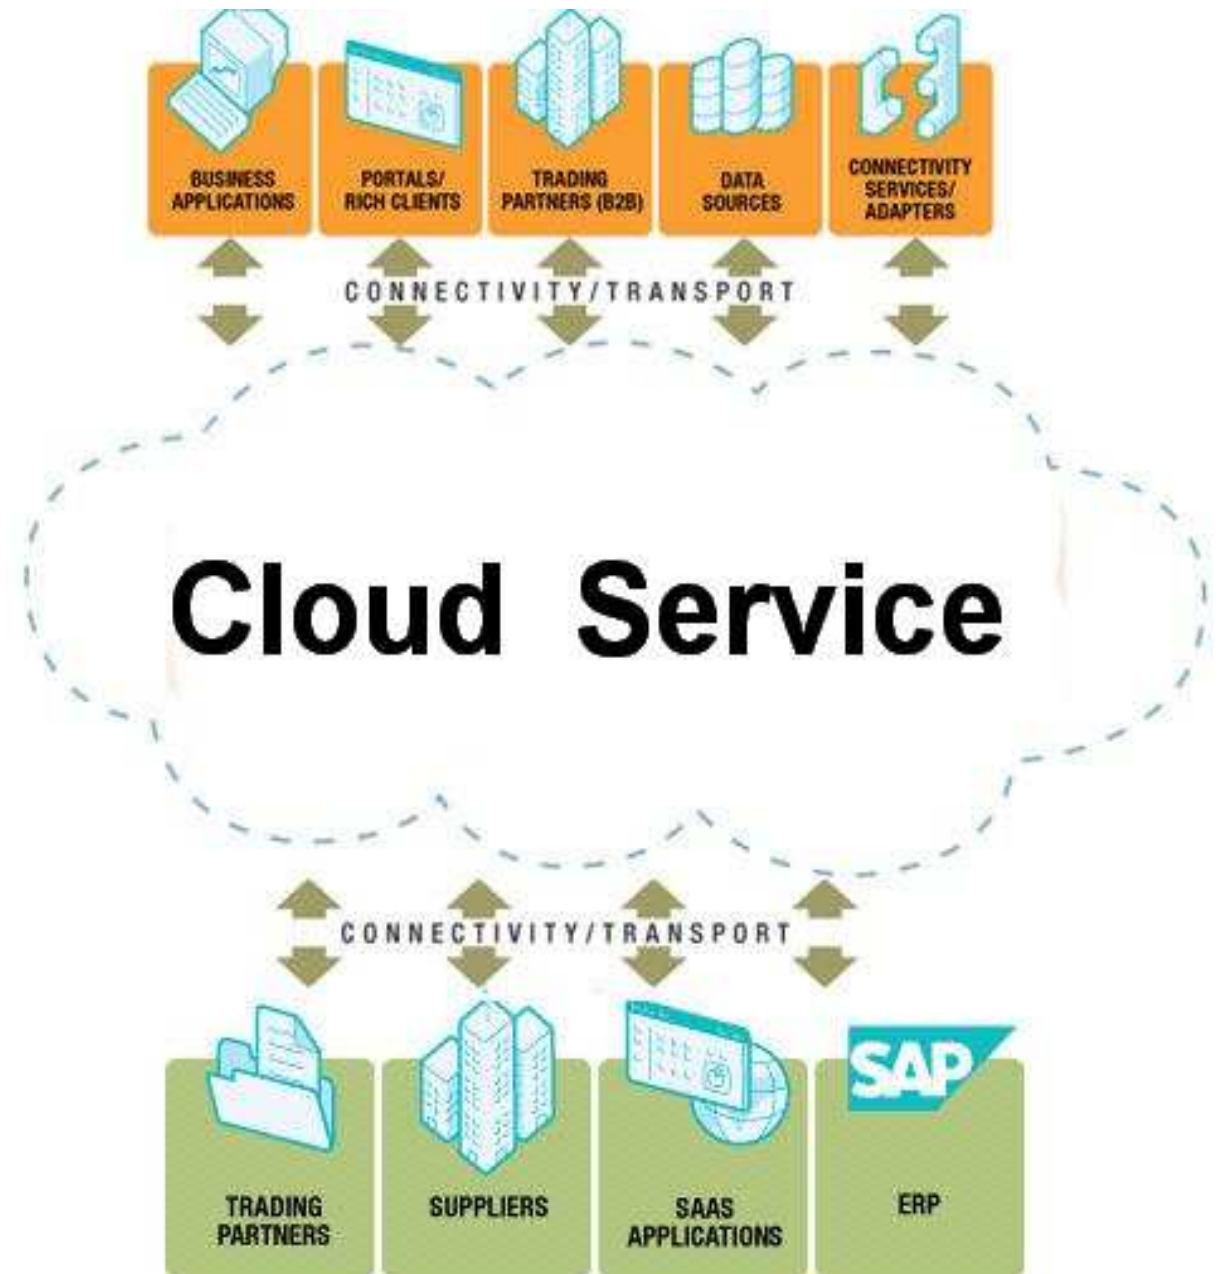 BUSINESS
APPLICATIONS
PORTALS/
RICH CLIENTS
TRADING
PARTNERS (B2B)
DATA
SOURCES
CONNECTIVITY
SERVICES/
ADAPTERS
CONNECTIVITY/TRANSPORT
Cloud Service
CONNECTIVITY/TRANSPORT
TRADING
PARTNERS
SUPPLIERS
SAAS
APPLICATIONS
SAP
ERP